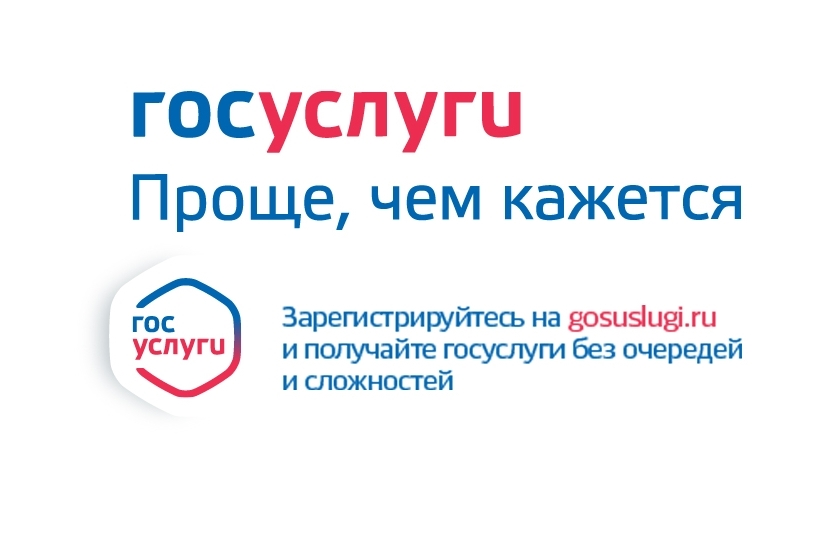 госуслуги
Проще, чем кажется
гос
услуги
Зарегистрируйтесь на gosuslugi.ru
и получайте госуслуги без очередей
и сложностей